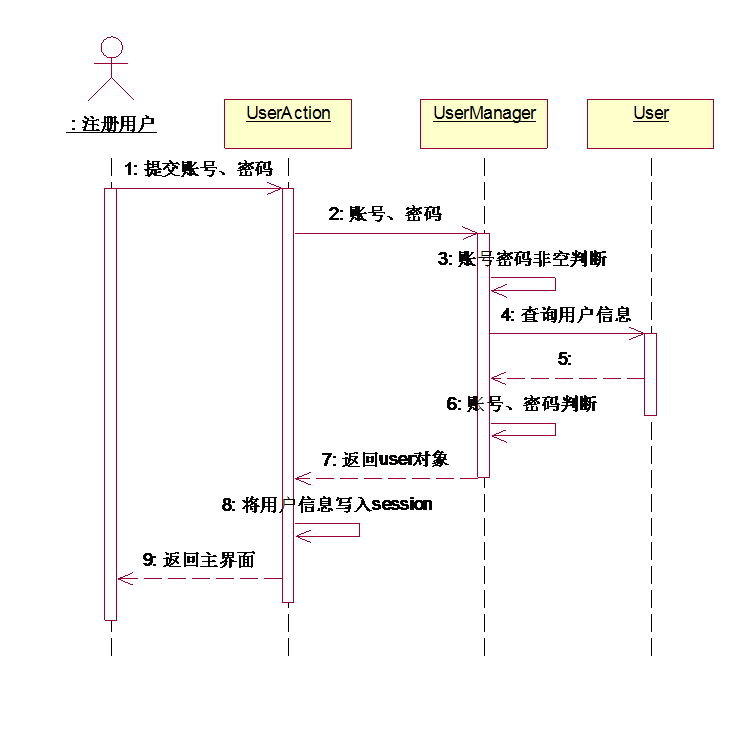 : 注册用户
UserAction
UserManager
User
1: 提交账号、密码
2: 账号、密码
3: 账号密码非空判断
4: 查询用户信息
5:
6: 账号、密码判断
7: 返回user对象
8: 将用户信息写入session
9: 返回主界面